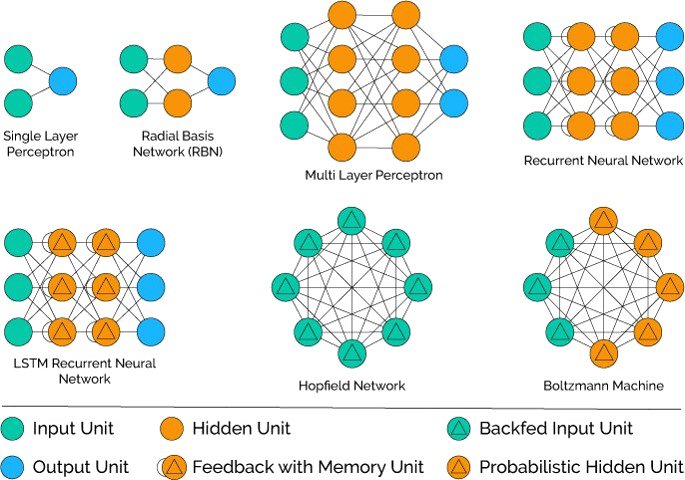 Single Layer
Perceptron
Radial Basis
Network (RBN)
Multi Layer Perceptron
Recurrent Neural Network
LSTM Recurrent Neural
Network
Hopfield Network
Boltzmann Machine
Input Unit
Hidden Unit
Backfed Input Unit
Output Unit
Feedback with Memory Unit
Probabilistic Hidden Unit